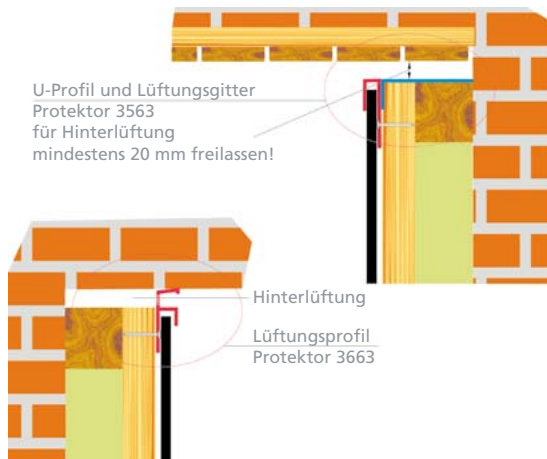 U-Profil und Lüftungsgitter
Protektor 3563
für Hinterlüftung
mindestens 20 mm freilassen!
Hinterlüftung
Lüftungsprofil
Protektor 3663